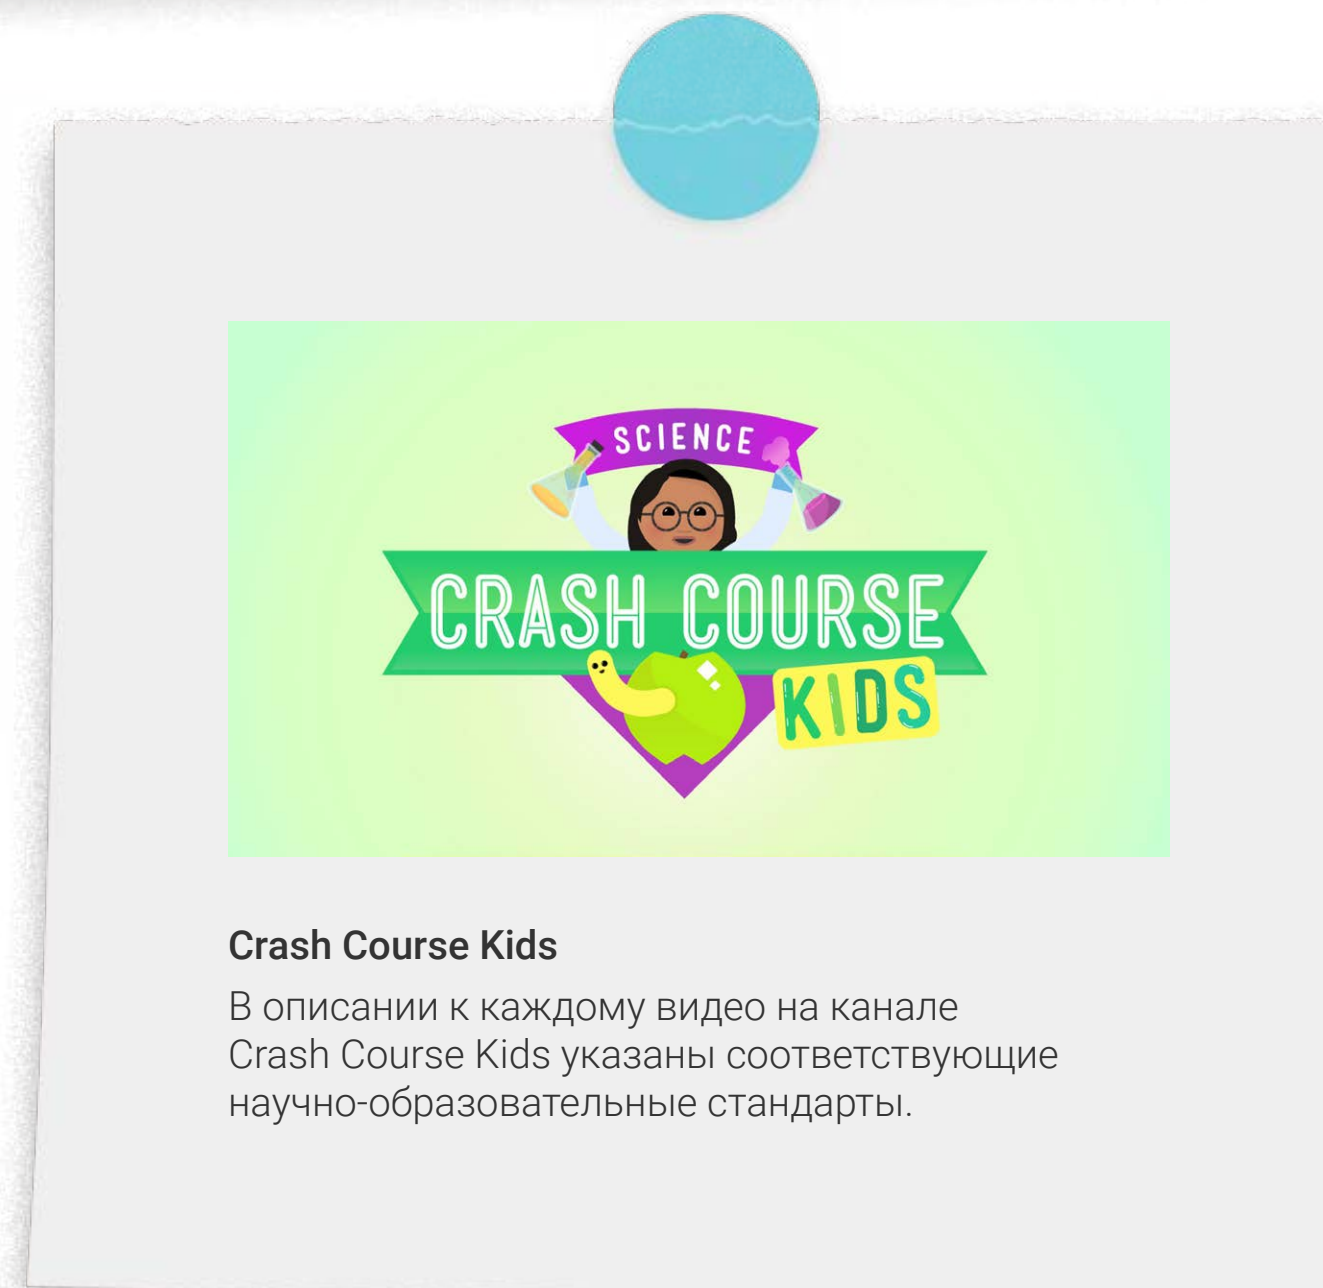 SCIENCE
CRASH COURSE
KIDS
Crash Course Kids
В описании к каждому видео на канале
Crash Course Kids указаны соответствующие
научно-образовательные стандарты.